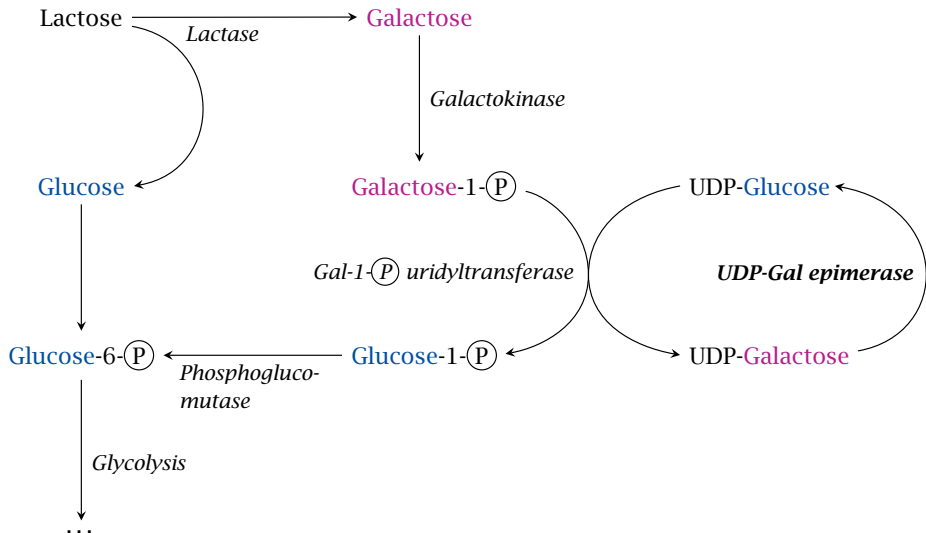 Lactose
Lactase
Galactose
Galactokinase
Glucose
Galactose-1-P
UDP-Glucose
Gal-1-P uridyltransferase
UDP-Gal epimerase
Glucose-6-P
Phosphogluco-
mutase
Glucose-1-P
UDP-Galactose
Glycolysis
...